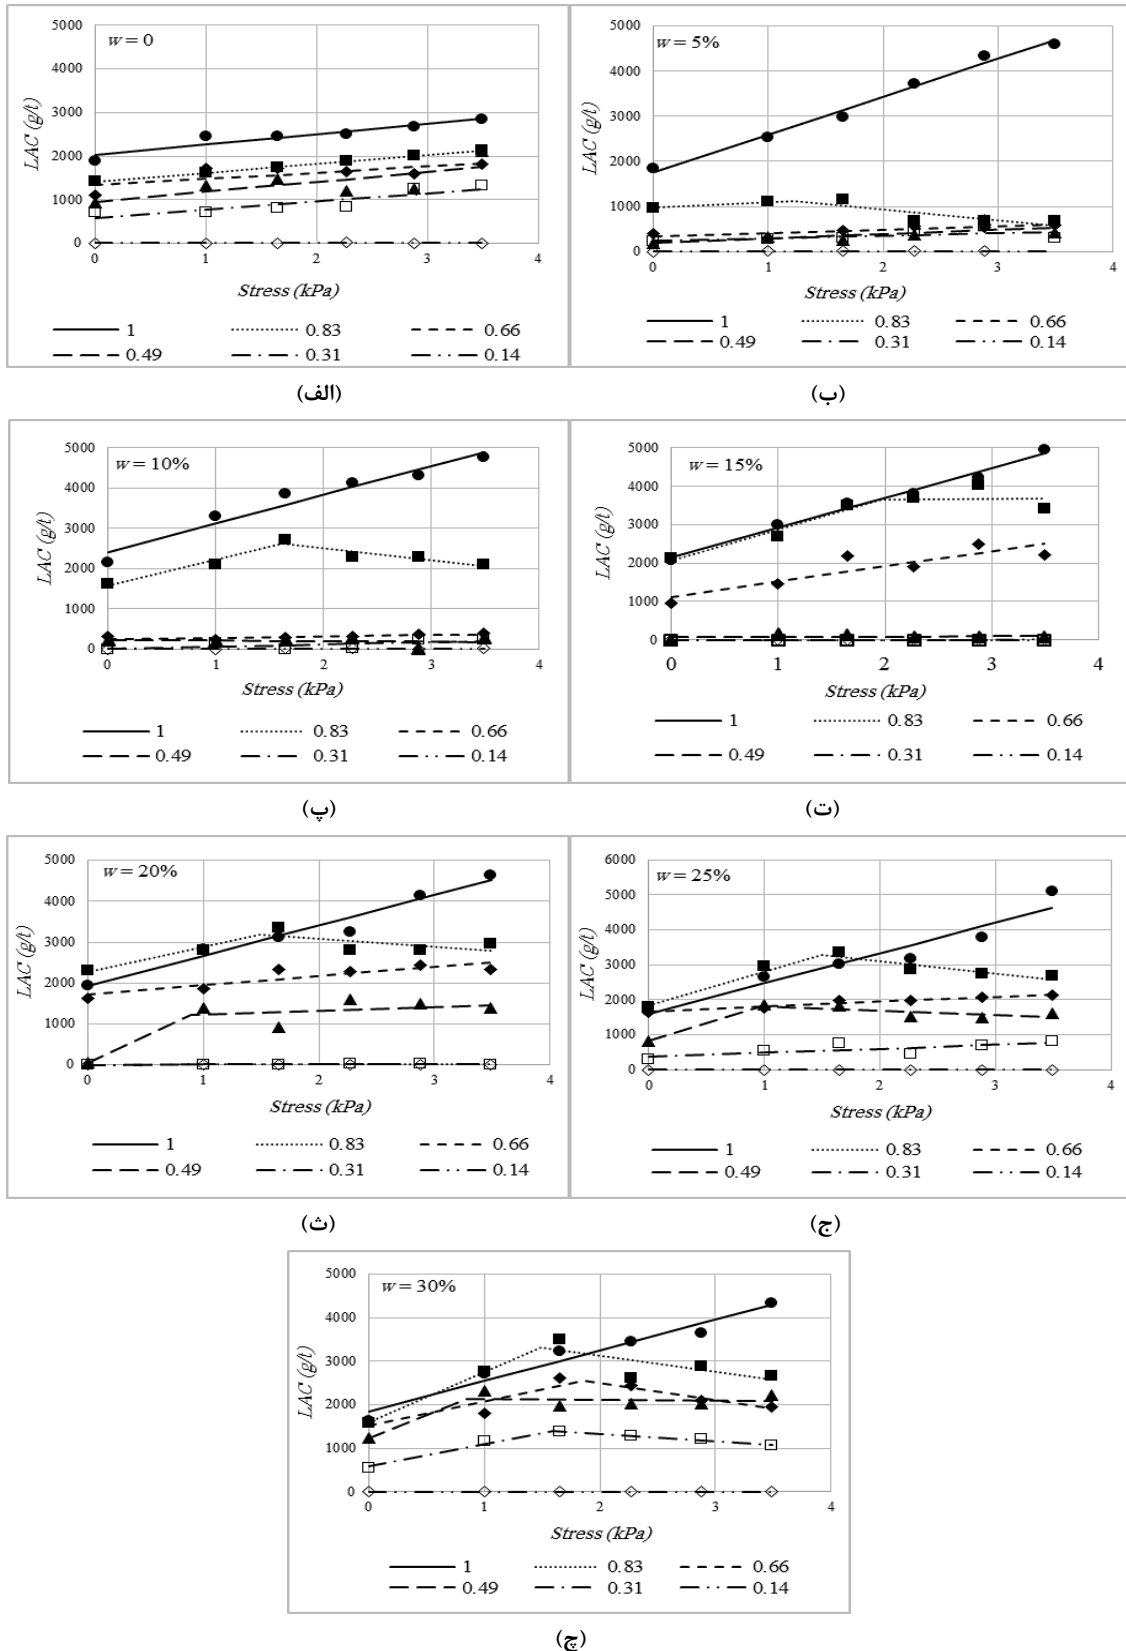 w = 0
LAC (g/t)
5000
4000
3000
2000
1000
0
0 1 2 3 4
Stress (kPa)
1 0.83 0.66
0.49 0.31 0.14
(الف)
w = 5%
LAC (g/t)
5000
4000
3000
2000
1000
0
0 1 2 3 4
Stress (kPa)
1 0.83 0.66
0.49 0.31 0.14
(ب)
w = 10%
LAC (g/t)
5000
4000
3000
2000
1000
0
0 1 2 3 4
Stress (kPa)
1 0.83 0.66
0.49 0.31 0.14
(پ)
w = 15%
LAC (g/t)
5000
4000
3000
2000
1000
0
0 1 2 3 4
Stress (kPa)
1 0.83 0.66
0.49 0.31 0.14
(ت)
w = 20%
LAC (g/t)
5000
4000
3000
2000
1000
0
0 1 2 3 4
Stress (kPa)
1 0.83 0.66
0.49 0.31 0.14
(ث)
w = 25%
LAC (g/t)
6000
5000
4000
3000
2000
1000
0
0 1 2 3 4
Stress (kPa)
1 0.83 0.66
0.49 0.31 0.14
(ج)
w = 30%
LAC (g/t)
5000
4000
3000
2000
1000
0
0 1 2 3 4
Stress (kPa)
1 0.83 0.66
0.49 0.31 0.14
(چ)